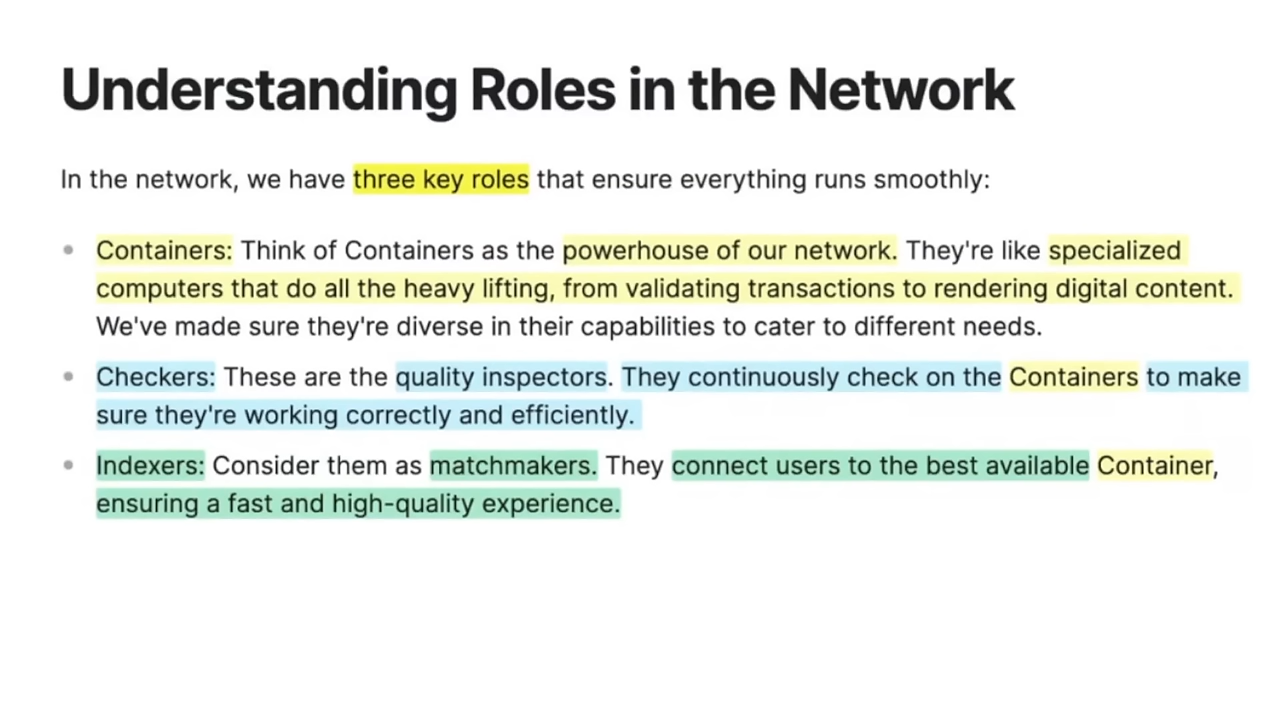 Understanding Roles in the Network
In the network, we have three key roles that ensure everything runs smoothly:
• Containers: Think of Containers as the powerhouse of our network. They're like specialized
computers that do all the heavy lifting, from validating transactions to rendering digital content.
We've made sure they're diverse in their capabilities to cater to different needs.
• Checkers: These are the quality inspectors. They continuously check on the Containers to make
sure they're working correctly and efficiently.
• Indexers: Consider them as matchmakers. They connect users to the best available Container,
ensuring a fast and high-quality experience.